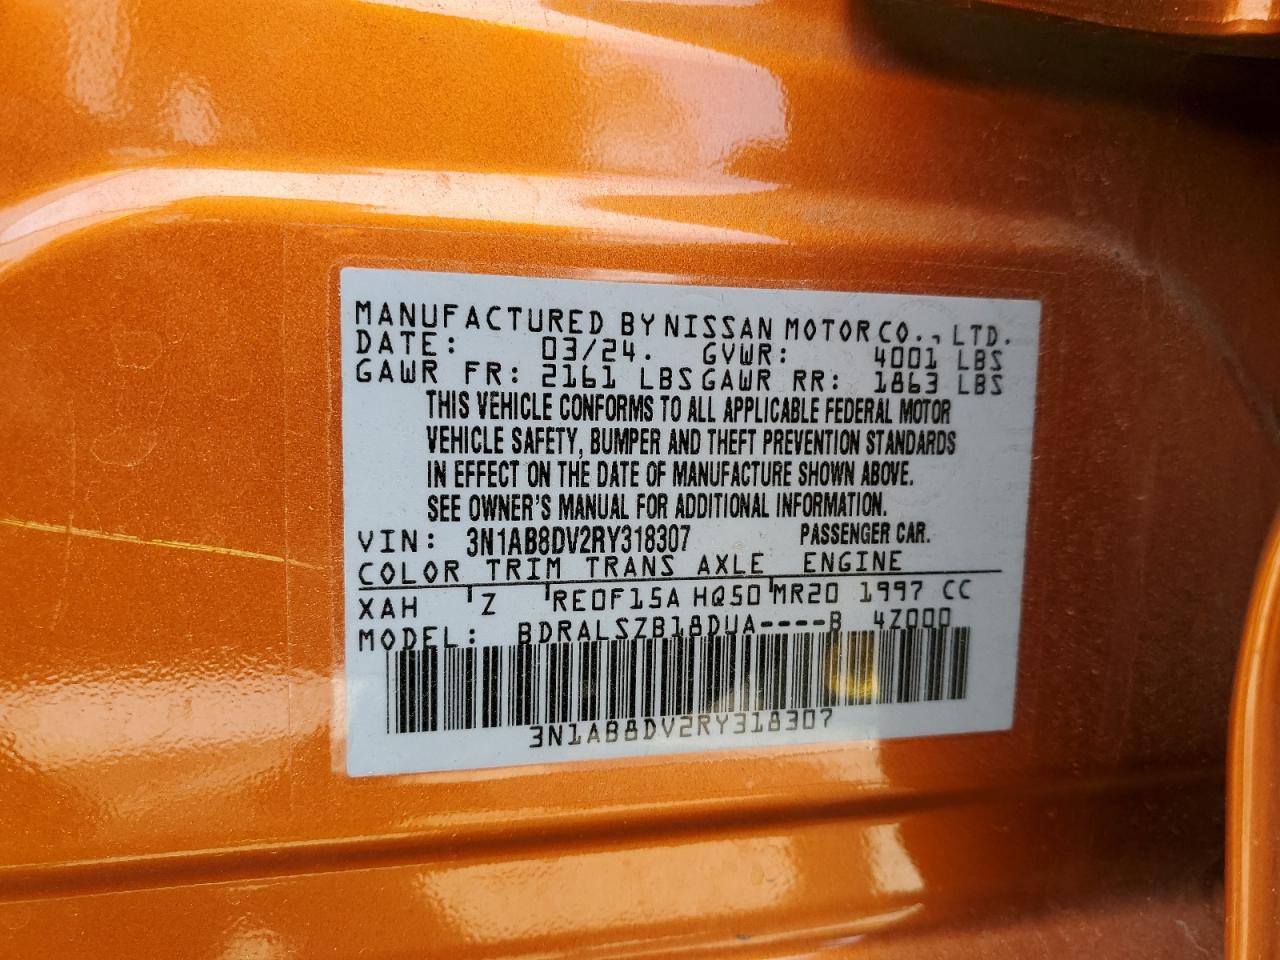 MANUFACTURED BY NISSAN MOTOR CO., LTD.
DATE: 03/24. GVWR: 4001 LBS
GAWR FR: 2161 LBS GAWR RR: 1863 LBS
THIS VEHICLE CONFORMS TO ALL APPLICABLE FEDERAL MOTOR
VEHICLE SAFETY, BUMPER AND THEFT PREVENTION STANDARDS
IN EFFECT ON THE DATE OF MANUFACTURE SHOWN ABOVE.
SEE OWNER'S MANUAL FOR ADDITIONAL INFORMATION.
VIN: 3N1AB8DV2RY318307 PASSENGER CAR.
COLOR TRIM TRANS AXLE ENGINE
XAH Z RE0F15A HQ50 MR20 1997 CC
MODEL: BDRALSZB18DUA----B 4Z000
3N1AB8DV2RY318307